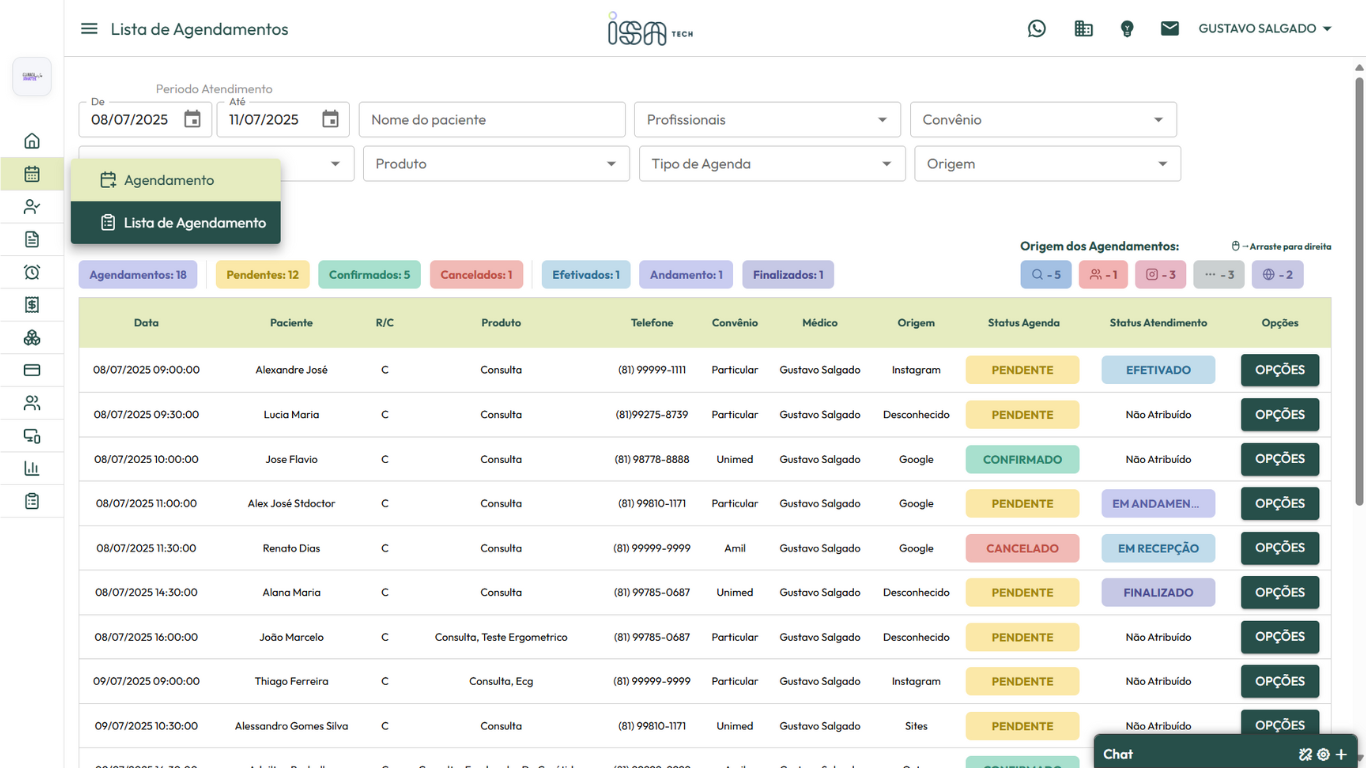 Lista de Agendamentos
isa TECH
GUSTAVO SALGADO
Periodo Atendimento
De
08/07/2025
Até
11/07/2025
Nome do paciente
Profissionais
Convênio
Produto
Tipo de Agenda
Origem
Agendamento
Lista de Agendamento
Origem dos Agendamentos:
→Arraste para direita
Agendamentos: 18
Pendentes: 12
Confirmados: 5
Cancelados: 1
Efetivados: 1
Andamento: 1
Finalizados: 1
- 5
- 1
- 3
··· - 3
- 2
Data Paciente R/C Produto Telefone Convênio Médico Origem Status Agenda Status Atendimento Opções
08/07/2025 09:00:00 Alexandre José C Consulta (81) 99999-1111 Particular Gustavo Salgado Instagram PENDENTE EFETIVADO OPÇÕES
08/07/2025 09:30:00 Lucia Maria C Consulta (81)99275-8739 Particular Gustavo Salgado Desconhecido PENDENTE Não Atribuído OPÇÕES
08/07/2025 10:00:00 Jose Flavio C Consulta (81) 98778-8888 Unimed Gustavo Salgado Google CONFIRMADO Não Atribuído OPÇÕES
08/07/2025 11:00:00 Alex José Stdoctor C Consulta (81) 99810-1171 Particular Gustavo Salgado Google PENDENTE EM ANDAMEN... OPÇÕES
08/07/2025 11:30:00 Renato Dias C Consulta (81) 99999-9999 Amil Gustavo Salgado Google CANCELADO EM RECEPÇÃO OPÇÕES
08/07/2025 14:30:00 Alana Maria C Consulta (81) 99785-0687 Unimed Gustavo Salgado Desconhecido PENDENTE FINALIZADO OPÇÕES
08/07/2025 16:00:00 João Marcelo C Consulta, Teste Ergometrico (81) 99785-0687 Particular Gustavo Salgado Desconhecido PENDENTE Não Atribuído OPÇÕES
09/07/2025 09:00:00 Thiago Ferreira C Consulta, Ecg (81) 99999-9999 Particular Gustavo Salgado Instagram PENDENTE Não Atribuído OPÇÕES
09/07/2025 10:30:00 Alessandro Gomes Silva C Consulta (81) 99810-1171 Unimed Gustavo Salgado Sites PENDENTE Não Atribuído OPÇÕES
Chat